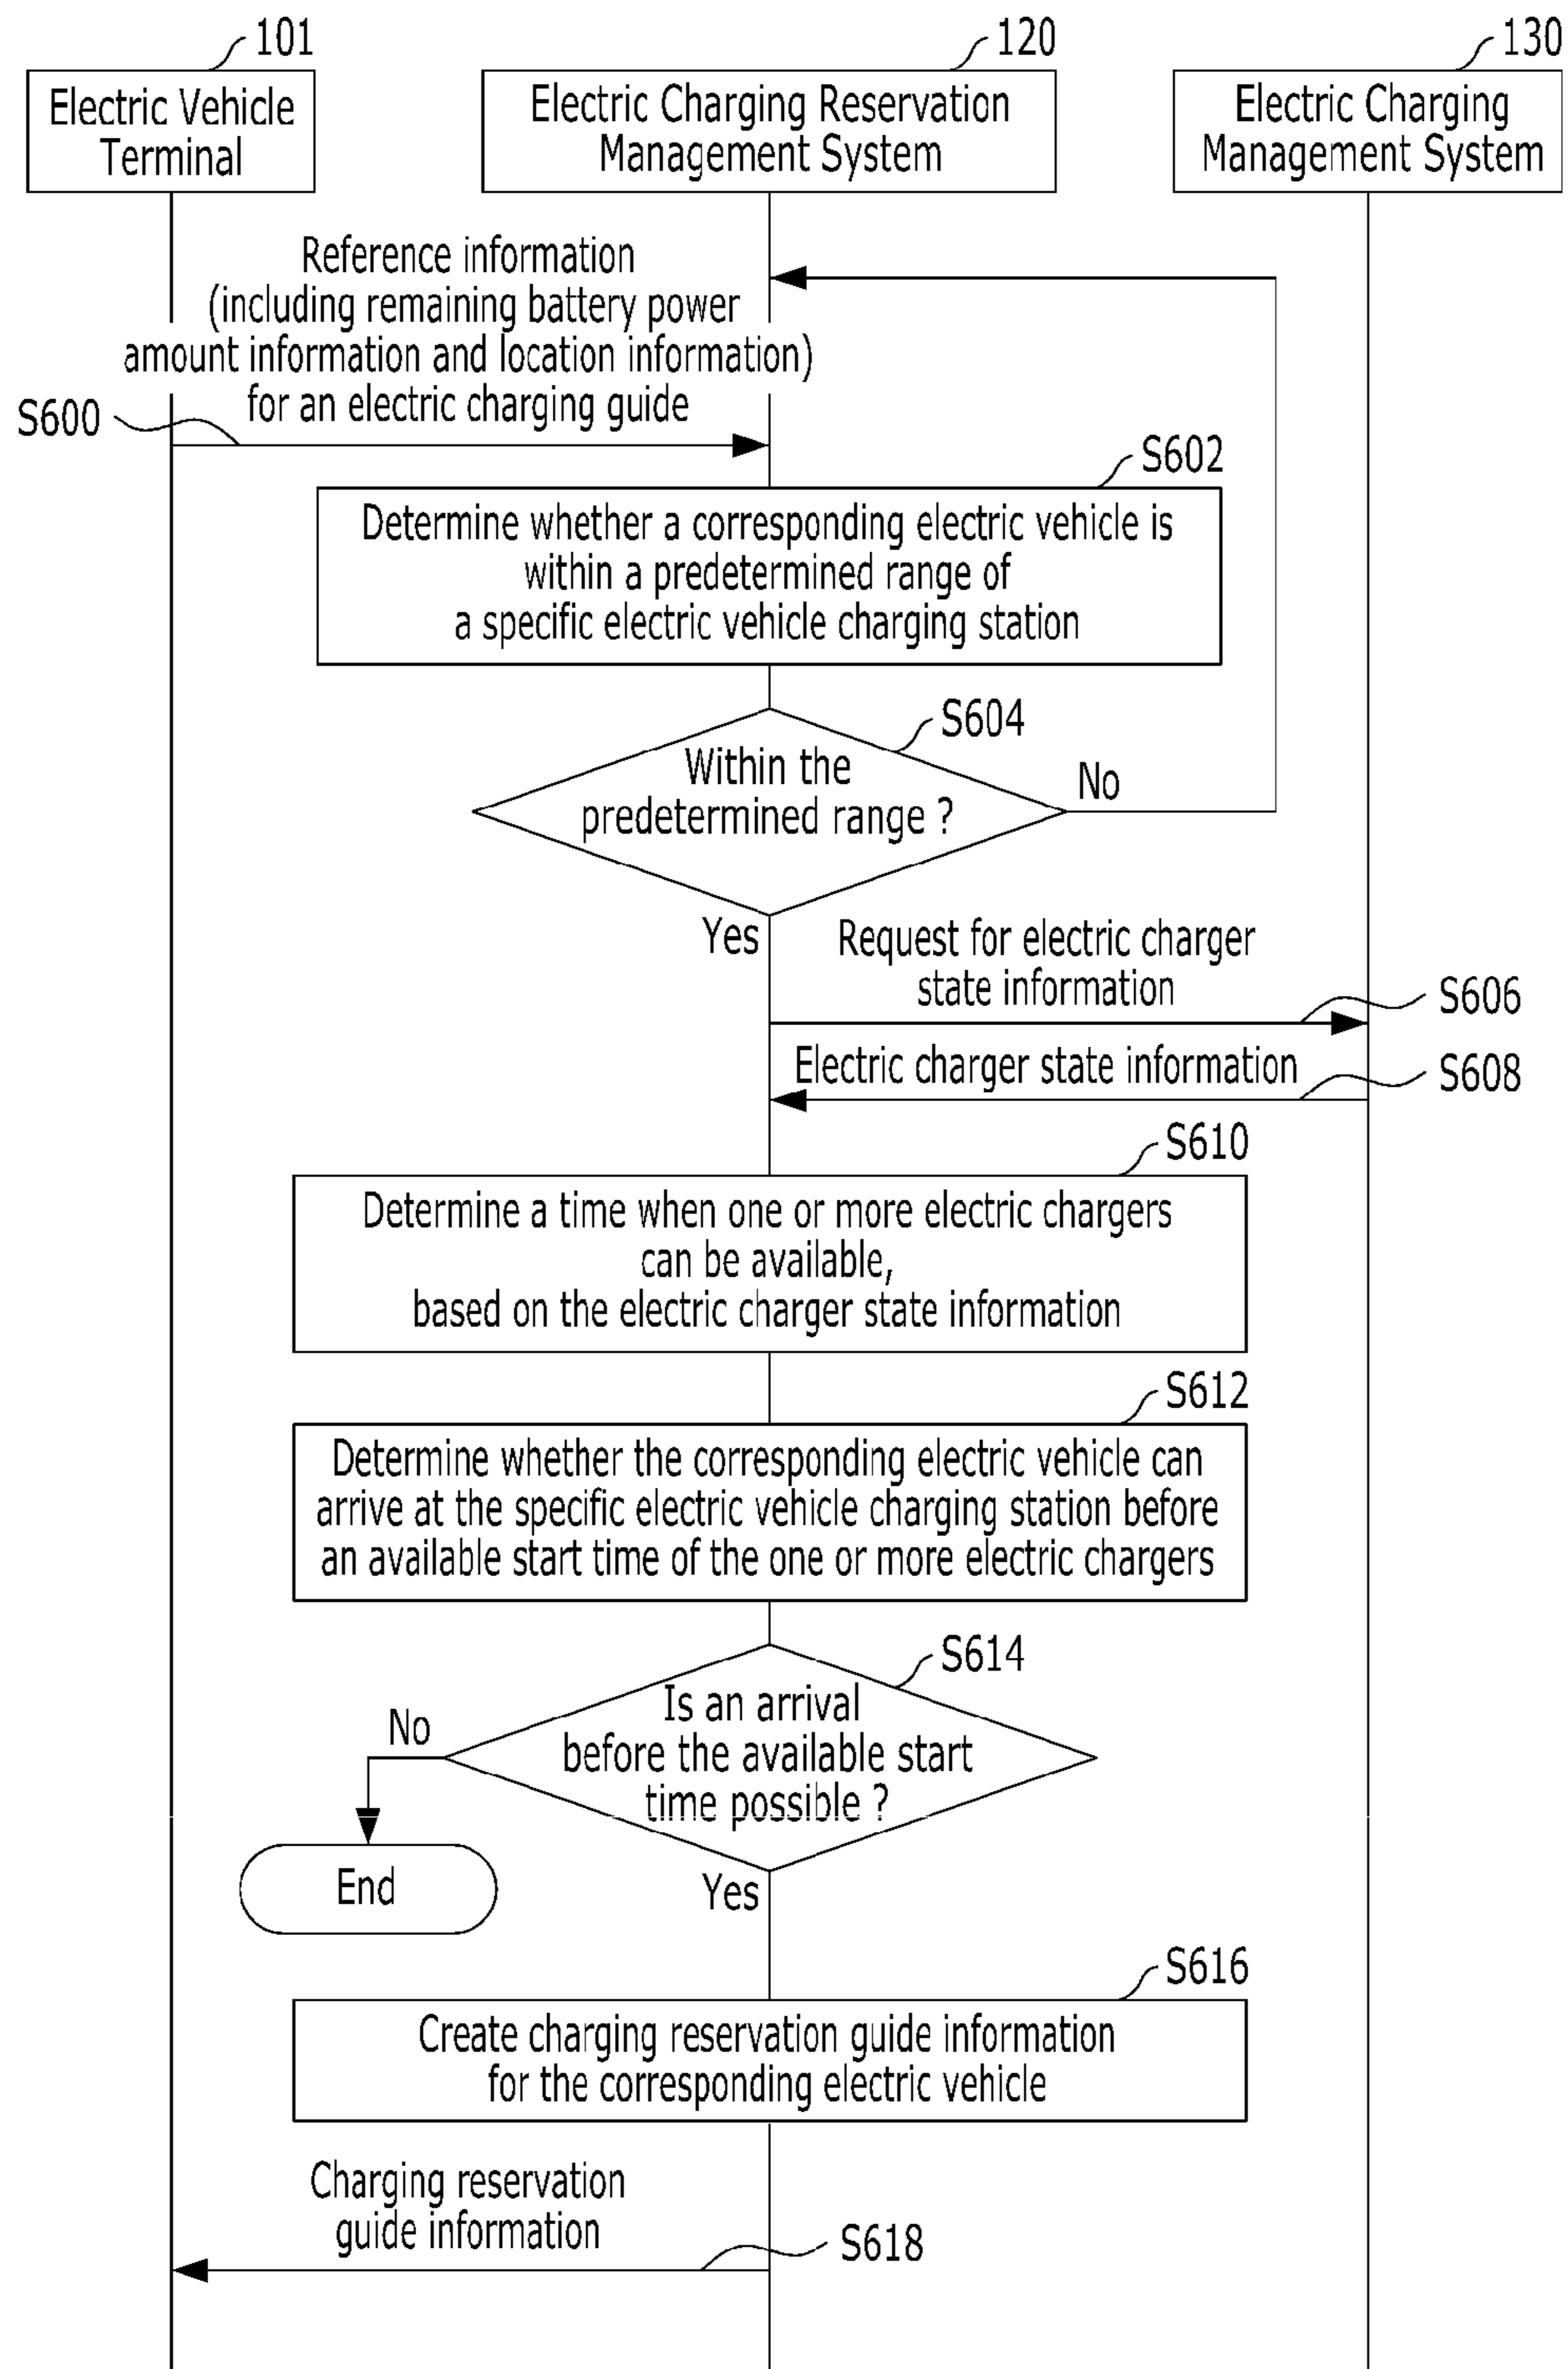 101
120
130
Electric Vehicle
Terminal
Electric Charging Reservation
Management System
Electric Charging
Management System
Reference information
(including remaining battery power
amount information and location information)
for an electric charging guide
S600
S602
Determine whether a corresponding electric vehicle is
within a predetermined range of
a specific electric vehicle charging station
S604
Within the
predetermined range ?
No
Yes
Request for electric charger
state information
S606
Electric charger state information
S608
S610
Determine a time when one or more electric chargers
can be available,
based on the electric charger state information
S612
Determine whether the corresponding electric vehicle can
arrive at the specific electric vehicle charging station before
an available start time of the one or more electric chargers
S614
Is an arrival
before the available start
time possible ?
No
End
Yes
S616
Create charging reservation guide information
for the corresponding electric vehicle
Charging reservation
guide information
S618